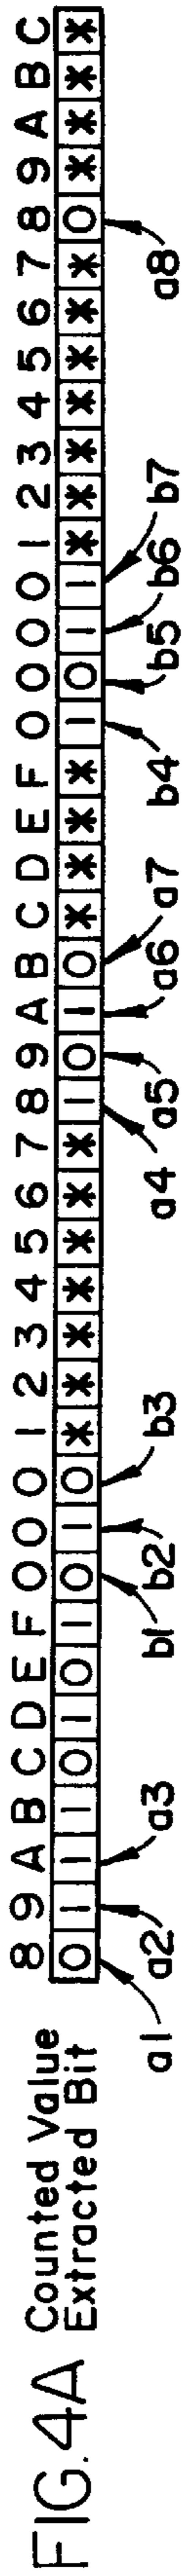 FIG. 4A
Counted Value 8 9 A B C D E F 0 0 0 1 2 3 4 5 6 7 8 9 A B C D E F 0 0 0 0 1 2 3 4 5 6 7 8 9 A B C
Extracted Bit 0 1 1 1 0 1 0 1 0 1 0 * * * * * * * 1 0 1 0 * * * * 1 0 1 1 * * * * * * * 0 * * * *
a1 a2 a3 b1 b2 b3 a4 a5 a6 a7 b4 b5 b6 b7 a8